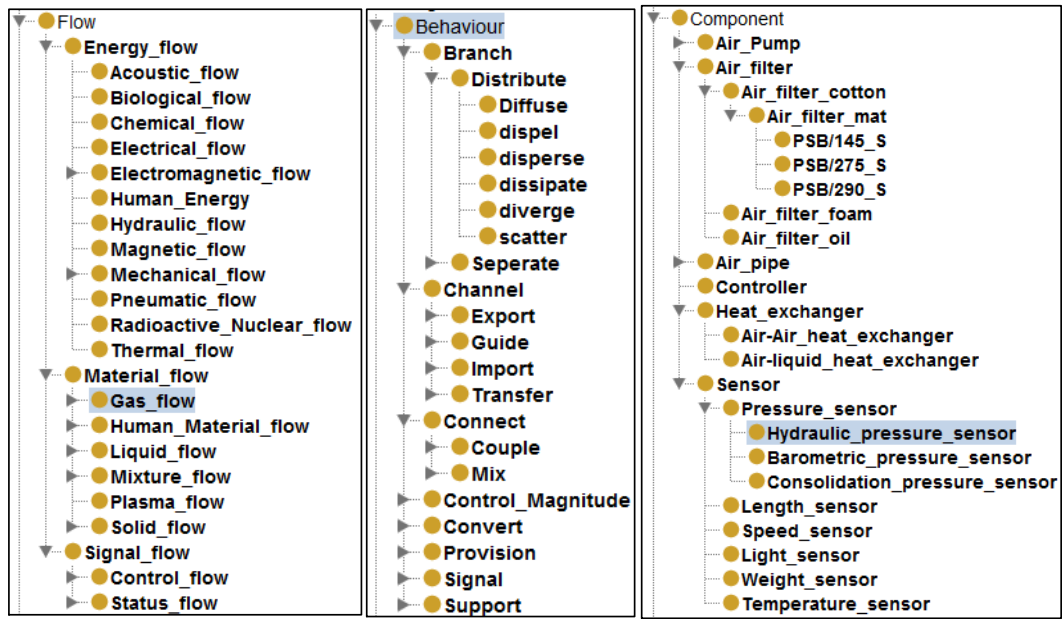 Flow
Energy_flow
Acoustic_flow
Biological_flow
Chemical_flow
Electrical_flow
Electromagnetic_flow
Human_Energy
Hydraulic_flow
Magnetic_flow
Mechanical_flow
Pneumatic_flow
Radioactive_Nuclear_flow
Thermal_flow
Material_flow
Gas_flow
Human_Material_flow
Liquid_flow
Mixture_flow
Plasma_flow
Solid_flow
Signal_flow
Control_flow
Status_flow
Behaviour
Branch
Distribute
Diffuse
dispel
disperse
dissipate
diverge
scatter
Seperate
Channel
Export
Guide
Import
Transfer
Connect
Couple
Mix
Control_Magnitude
Convert
Provision
Signal
Support
Component
Air_Pump
Air_filter
Air_filter_cotton
Air_filter_mat
PSB/145_S
PSB/275_S
PSB/290_S
Air_filter_foam
Air_filter_oil
Air_pipe
Controller
Heat_exchanger
Air-Air_heat_exchanger
Air-liquid_heat_exchanger
Sensor
Pressure_sensor
Hydraulic_pressure_sensor
Barometric_pressure_sensor
Consolidation_pressure_sensor
Length_sensor
Speed_sensor
Light_sensor
Weight_sensor
Temperature_sensor